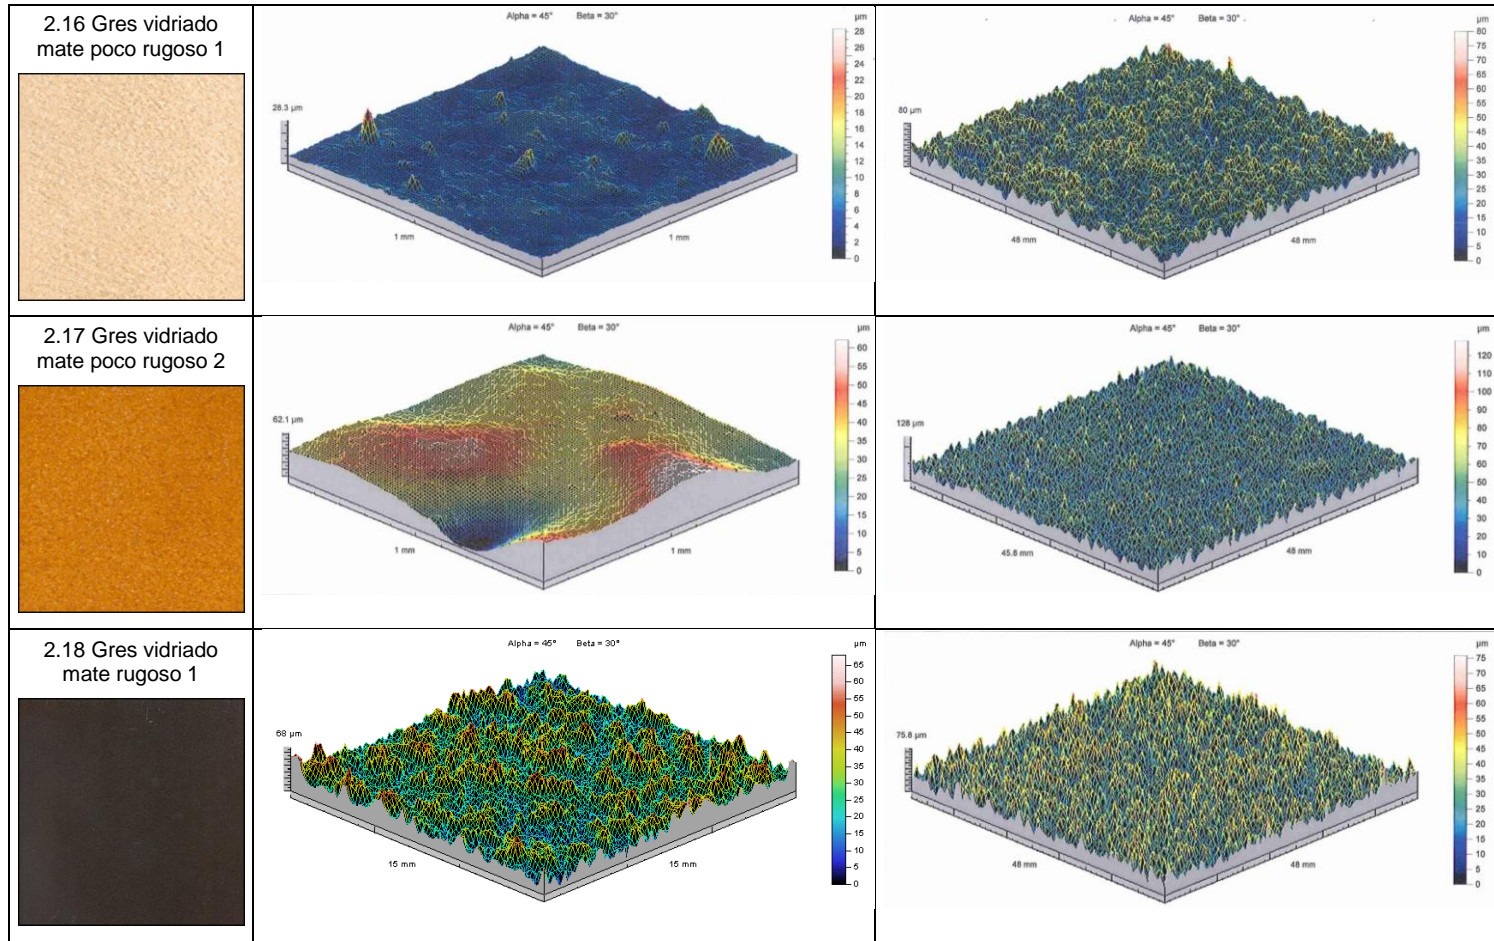 2.16 Gres vidriado
mate poco rugoso 1
Alpha = 45° Beta = 30°
µm
28
26
24
22
20
18
16
14
12
10
8
6
4
2
0
28.3 µm
1 mm
1 mm
Alpha = 45° Beta = 30°
µm
80
75
70
65
60
55
50
45
40
35
30
25
20
15
10
5
0
80 µm
48 mm
48 mm
2.17 Gres vidriado
mate poco rugoso 2
Alpha = 45° Beta = 30°
µm
60
55
50
45
40
35
30
25
20
15
10
5
0
62.1 µm
1 mm
1 mm
Alpha = 45° Beta = 30°
µm
120
110
100
90
80
70
60
50
40
30
20
10
0
128 µm
45.8 mm
48 mm
2.18 Gres vidriado
mate rugoso 1
Alpha = 45° Beta = 30°
µm
65
60
55
50
45
40
35
30
25
20
15
10
5
0
68 µm
15 mm
15 mm
Alpha = 45° Beta = 30°
µm
75
70
65
60
55
50
45
40
35
30
25
20
15
10
5
0
75.8 µm
48 mm
48 mm